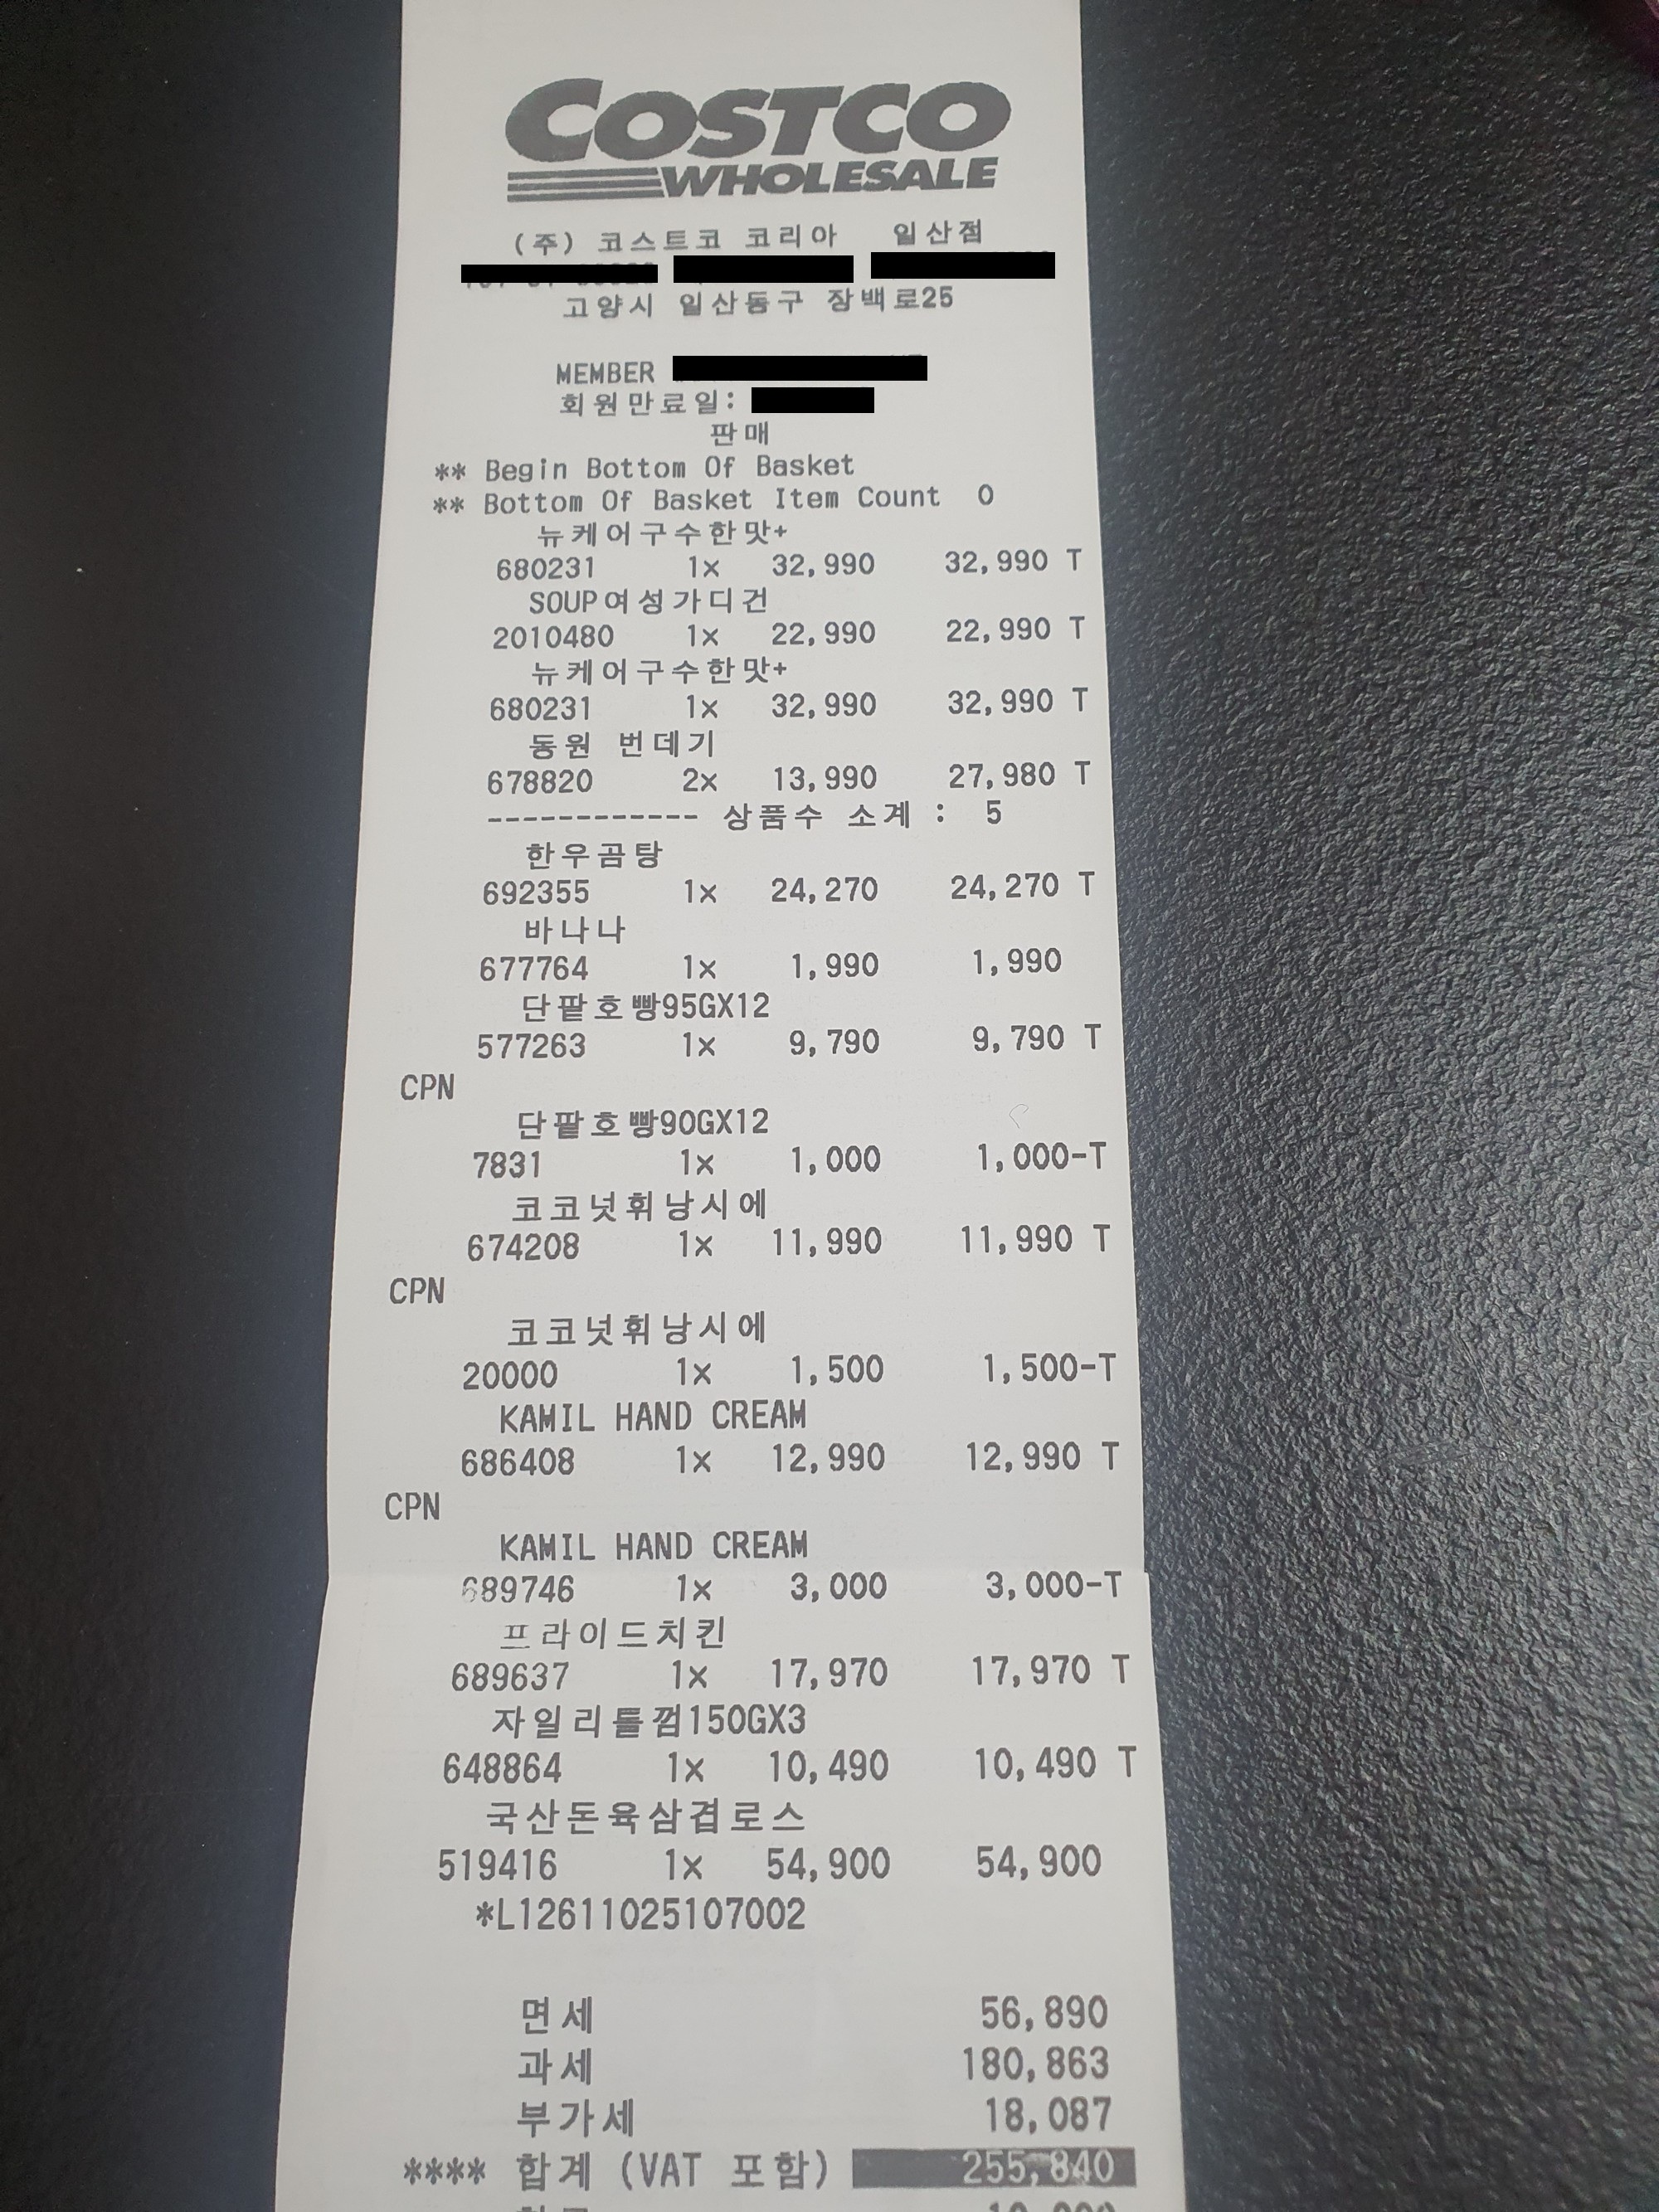 COSTCO
WHOLESALE
(주) 코스트코 코리아 일산점
고양시 일산동구 장백로25
MEMBER
회원만료일:
판매
** Begin Bottom Of Basket
** Bottom Of Basket Item Count 0
뉴케어구수한맛+
680231 1x 32,990 32,990 T
SOUP여성가디건
2010480 1x 22,990 22,990 T
뉴케어구수한맛+
680231 1x 32,990 32,990 T
동원 번데기
678820 2x 13,990 27,980 T
------------ 상품수 소계 : 5
한우곰탕
692355 1x 24,270 24,270 T
바나나
677764 1x 1,990 1,990
단팥호빵95GX12
577263 1x 9,790 9,790 T
CPN
단팥호빵90GX12
7831 1x 1,000 1,000-T
코코넛휘낭시에
674208 1x 11,990 11,990 T
CPN
코코넛휘낭시에
20000 1x 1,500 1,500-T
KAMIL HAND CREAM
686408 1x 12,990 12,990 T
CPN
KAMIL HAND CREAM
689746 1x 3,000 3,000-T
프라이드치킨
689637 1x 17,970 17,970 T
자일리톨껌150GX3
648864 1x 10,490 10,490 T
국산돈육삼겹로스
519416 1x 54,900 54,900
*L12611025107002
면세 56,890
과세 180,863
부가세 18,087
**** 합계 (VAT 포함) 255,840